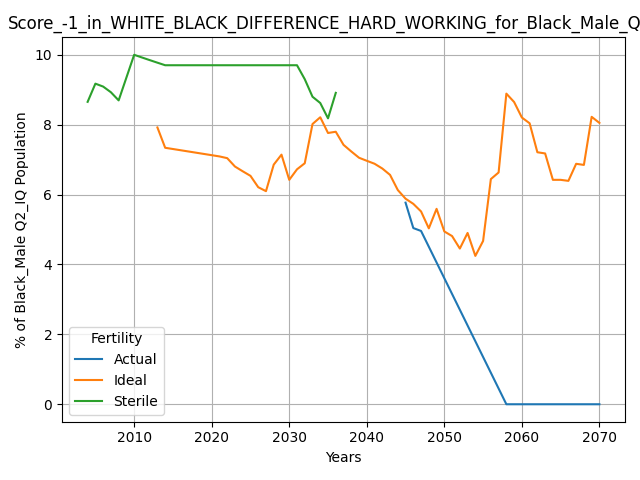 Score_-1_in_WHITE_BLACK_DIFFERENCE_HARD_WORKING_for_Black_Male_Q
% of Black_Male Q2_IQ Population
10
8
6
4
2
0
Fertility
Actual
Ideal
Sterile
2010 2020 2030 2040 2050 2060 2070
Years